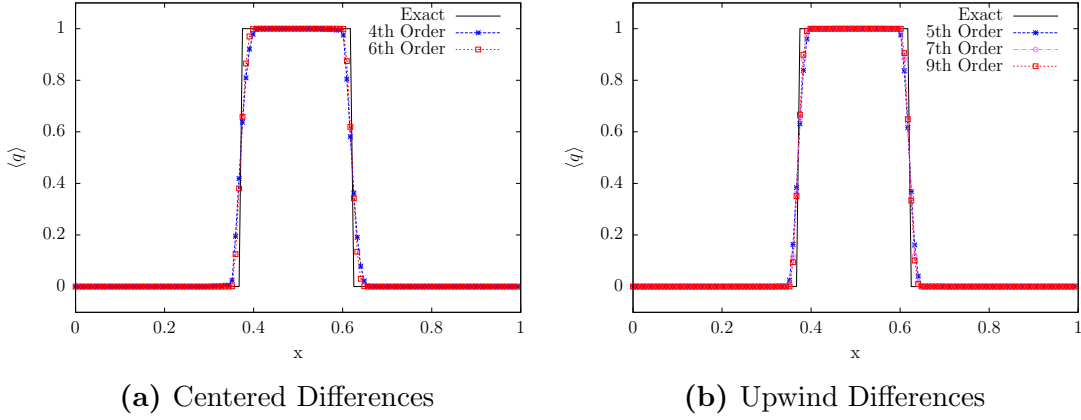 Exact
4th Order
6th Order
1
0.8
0.6
0.4
0.2
0
⟨q⟩
0 0.2 0.4 0.6 0.8 1
x
(a) Centered Differences
Exact
5th Order
7th Order
9th Order
1
0.8
0.6
0.4
0.2
0
⟨q⟩
0 0.2 0.4 0.6 0.8 1
x
(b) Upwind Differences